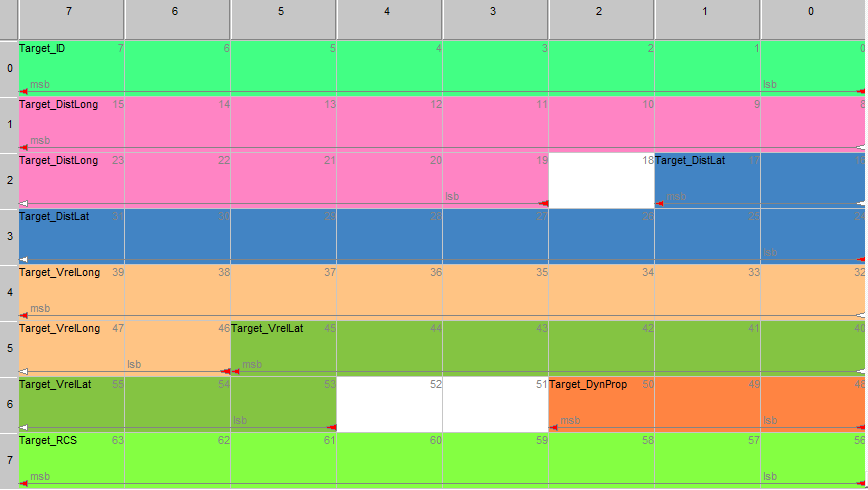 7 6 5 4 3 2 1 0
0 Target_ID 7 6 5 4 3 2 1 0
msb lsb
1 Target_DistLong 15 14 13 12 11 10 9 8
msb
2 Target_DistLong 23 22 21 20 19 18 Target_DistLat 17 16
lsb msb
3 Target_DistLat 31 30 29 28 27 26 25 24
lsb
4 Target_VrelLong 39 38 37 36 35 34 33 32
msb
5 Target_VrelLong 47 46 Target_VrelLat 45 44 43 42 41 40
lsb msb
6 Target_VrelLat 55 54 53 52 51 Target_DynProp 50 49 48
lsb msb lsb
7 Target_RCS 63 62 61 60 59 58 57 56
msb lsb